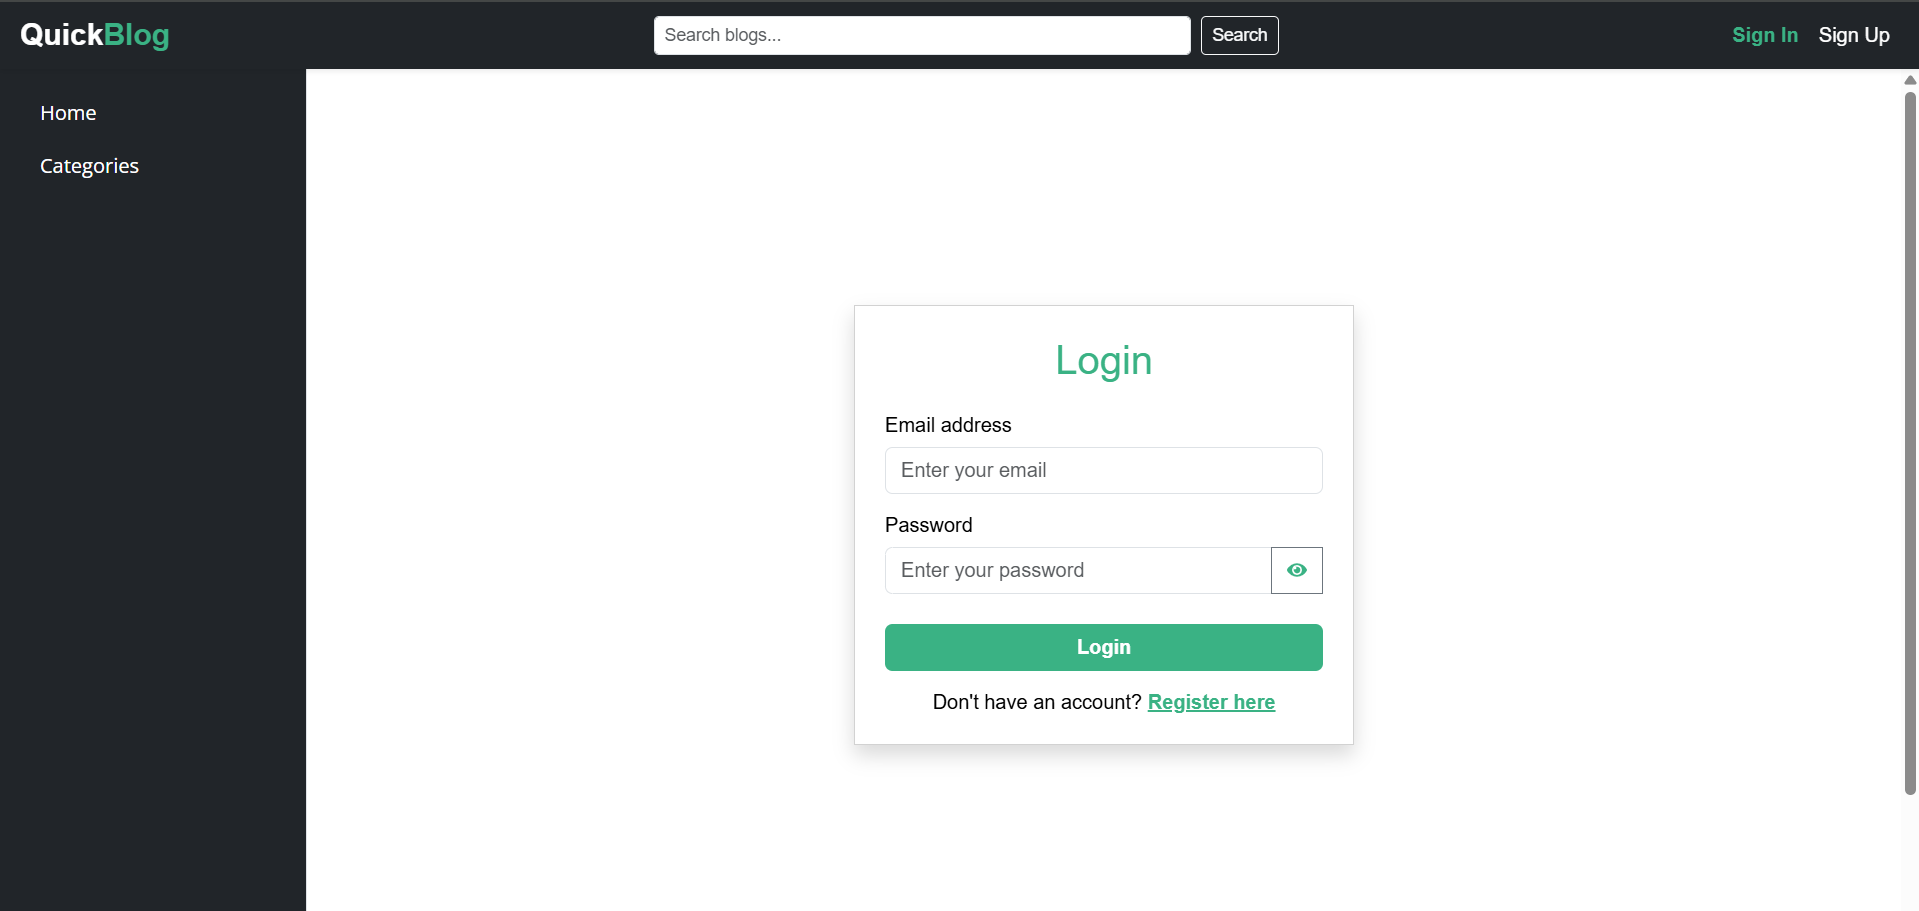 QuickBlog
Search blogs...
Search
Sign In
Sign Up
Home
Categories
Login
Email address
Enter your email
Password
Enter your password
Login
Don't have an account? Register here